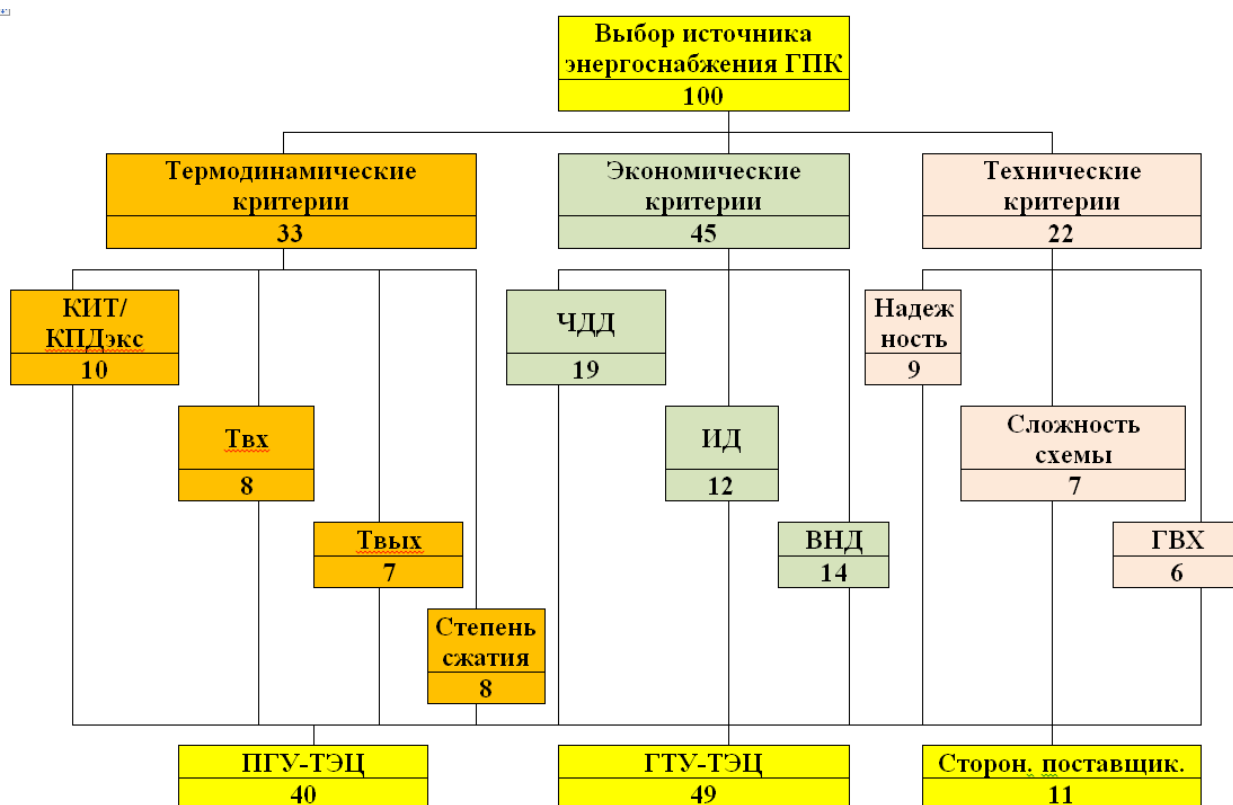 Выбор источника
энергоснабжения ГПК
100
Термодинамические
критерии
33
Экономические
критерии
45
Технические
критерии
22
КИТ/
КПДэкс
10
ЧДД
19
Надеж
ность
9
Твх
8
ИД
12
Сложность
схемы
7
Твых
7
ВНД
14
ГВХ
6
Степень
сжатия
8
ПГУ-ТЭЦ
40
ГТУ-ТЭЦ
49
Сторон. поставщик.
11